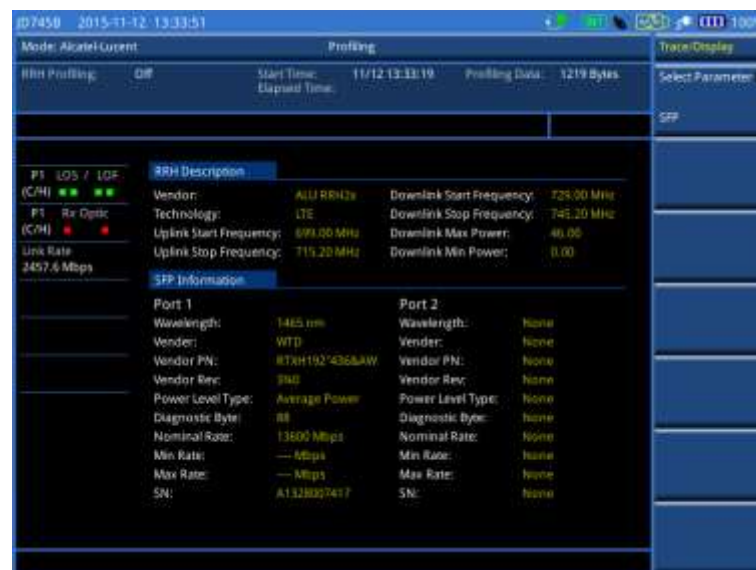 JD745B 2015-11-12 13:33:51
INT 100%
Mode: Alcatel-Lucent Profiling Trace/Display
RRH Profiling: Off Start Time: 11/12 13:33:19 Profiling Data: 1219 Bytes
Elapsed Time:
Select Parameter
SFP
P1 LOS / LOF
(C/H)
P1 Rx Optic
(C/H)
Link Rate
2457.6 Mbps
RRH Description
Vendor: ALU RRH2x Downlink Start Frequency: 729.00 MHz
Technology: LTE Downlink Stop Frequency: 745.20 MHz
Uplink Start Frequency: 699.00 MHz Downlink Max Power: 46.00
Uplink Stop Frequency: 715.20 MHz Downlink Min Power: 0.00
SFP Information
Port 1 Port 2
Wavelength: 1465 nm Wavelength: None
Vender: WTD Vender: None
Vendor PN: Vendor PN: None
Vendor Rev: Vendor Rev: None
Power Level Type: Average Power Power Level Type: None
Diagnostic Byte: Diagnostic Byte: None
Nominal Rate: 13600 Mbps Nominal Rate: None
Min Rate: --- Mbps Min Rate: None
Max Rate: --- Mbps Max Rate: None
SN: A1328007417 SN: None